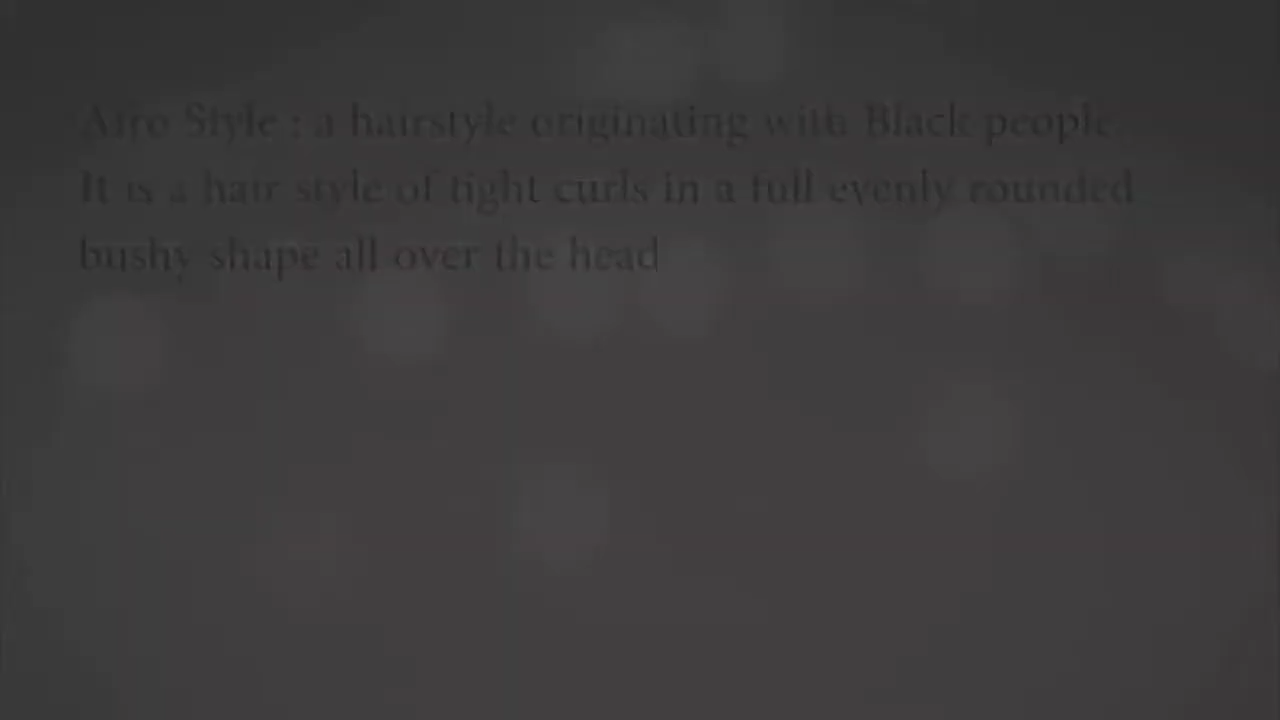 Afro Style : a hairstyle originating with Black people.
It is a hair style of tight curls in a full evenly rounded
bushy shape all over the head